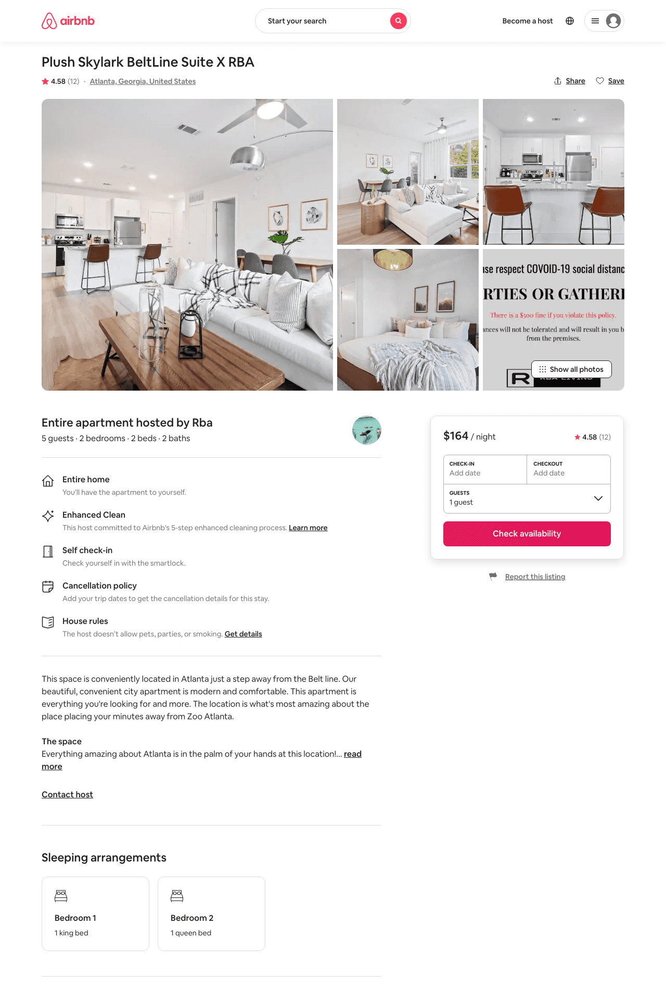 airbnb
Start your search
Become a host
Plush Skylark BeltLine Suite X RBA
4.58 (12) · Atlanta, Georgia, United States
Share
Save
ase respect COVOID-19 social distanc
RTIES OR GATHERI
There is a $500 fine if you violate this policy.
ances will not be tolerated and will result in you b
from the premises.
R
RBA LIVING
Show all photos
Entire apartment hosted by Rba
5 guests · 2 bedrooms · 2 beds · 2 baths
Entire home
You'll have the apartment to yourself.
Enhanced Clean
This host committed to Airbnb's 5-step enhanced cleaning process. Learn more
Self check-in
Check yourself in with the smartlock.
Cancellation policy
Add your trip dates to get the cancellation details for this stay.
House rules
The host doesn't allow pets, parties, or smoking. Get details
$164 / night
4.58 (12)
CHECK-IN
Add date
CHECKOUT
Add date
GUESTS
1 guest
Check availability
Report this listing
This space is conveniently located in Atlanta just a step away from the Belt line. Our
beautiful, convenient city apartment is modern and comfortable. This apartment is
everything you're looking for and more. The location is what's most amazing about the
place placing your minutes away from Zoo Atlanta.
The space
Everything amazing about Atlanta is in the palm of your hands at this location!... read
more
Contact host
Sleeping arrangements
Bedroom 1
1 king bed
Bedroom 2
1 queen bed